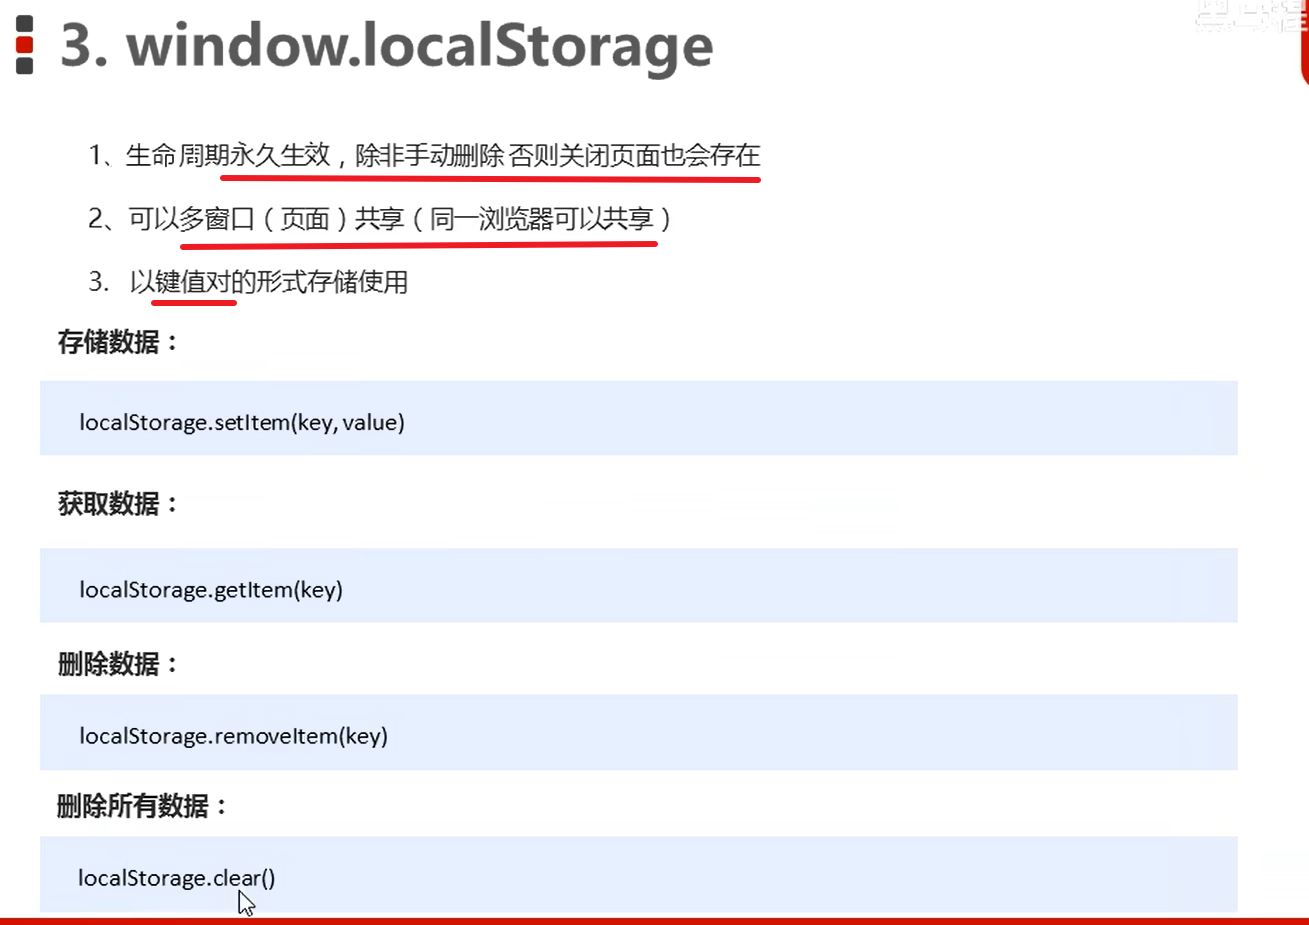 3. window.localStorage
1、生命周期永久生效，除非手动删除 否则关闭页面也会存在
2、可以多窗口（页面）共享（同一浏览器可以共享）
3. 以键值对的形式存储使用
存储数据：
localStorage.setItem(key, value)
获取数据：
localStorage.getItem(key)
删除数据：
localStorage.removeItem(key)
删除所有数据：
localStorage.clear()